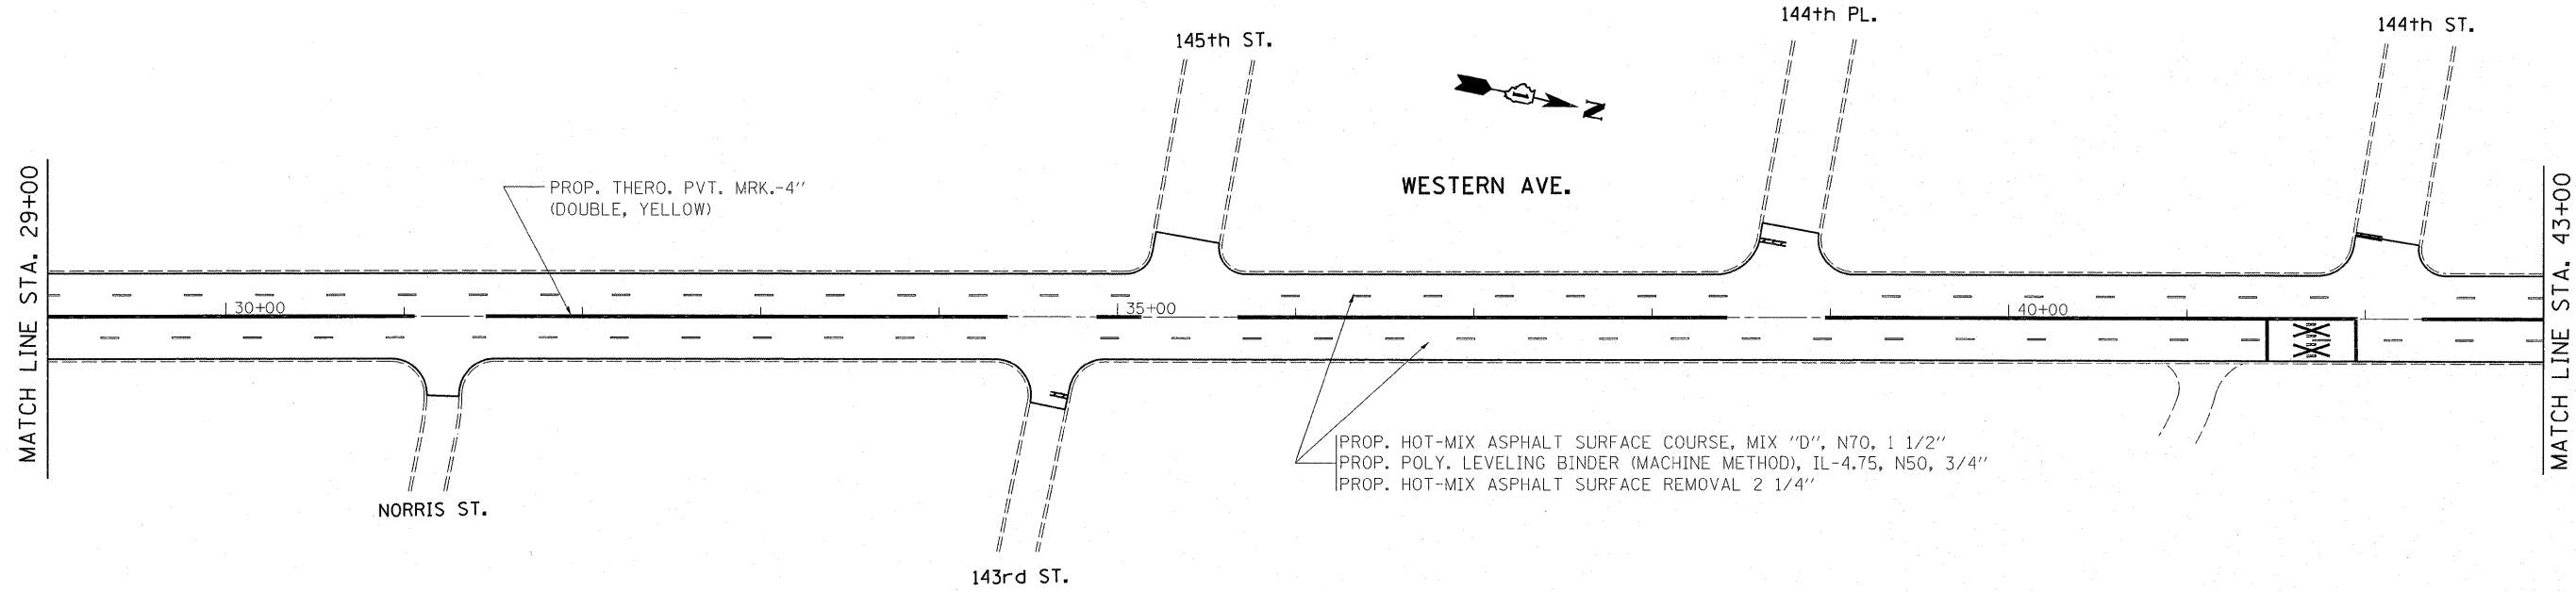 145th ST.
144th PL.
144th ST.
N
1
WESTERN AVE.
PROP. THERO. PVT. MRK.-4"
(DOUBLE, YELLOW)
MATCH LINE STA. 29+00
30+00
35+00
40+00
MATCH LINE STA. 43+00
PROP. HOT-MIX ASPHALT SURFACE COURSE, MIX "D", N70, 1 1/2"
PROP. POLY. LEVELING BINDER (MACHINE METHOD), IL-4.75, N50, 3/4"
PROP. HOT-MIX ASPHALT SURFACE REMOVAL 2 1/4"
NORRIS ST.
143rd ST.